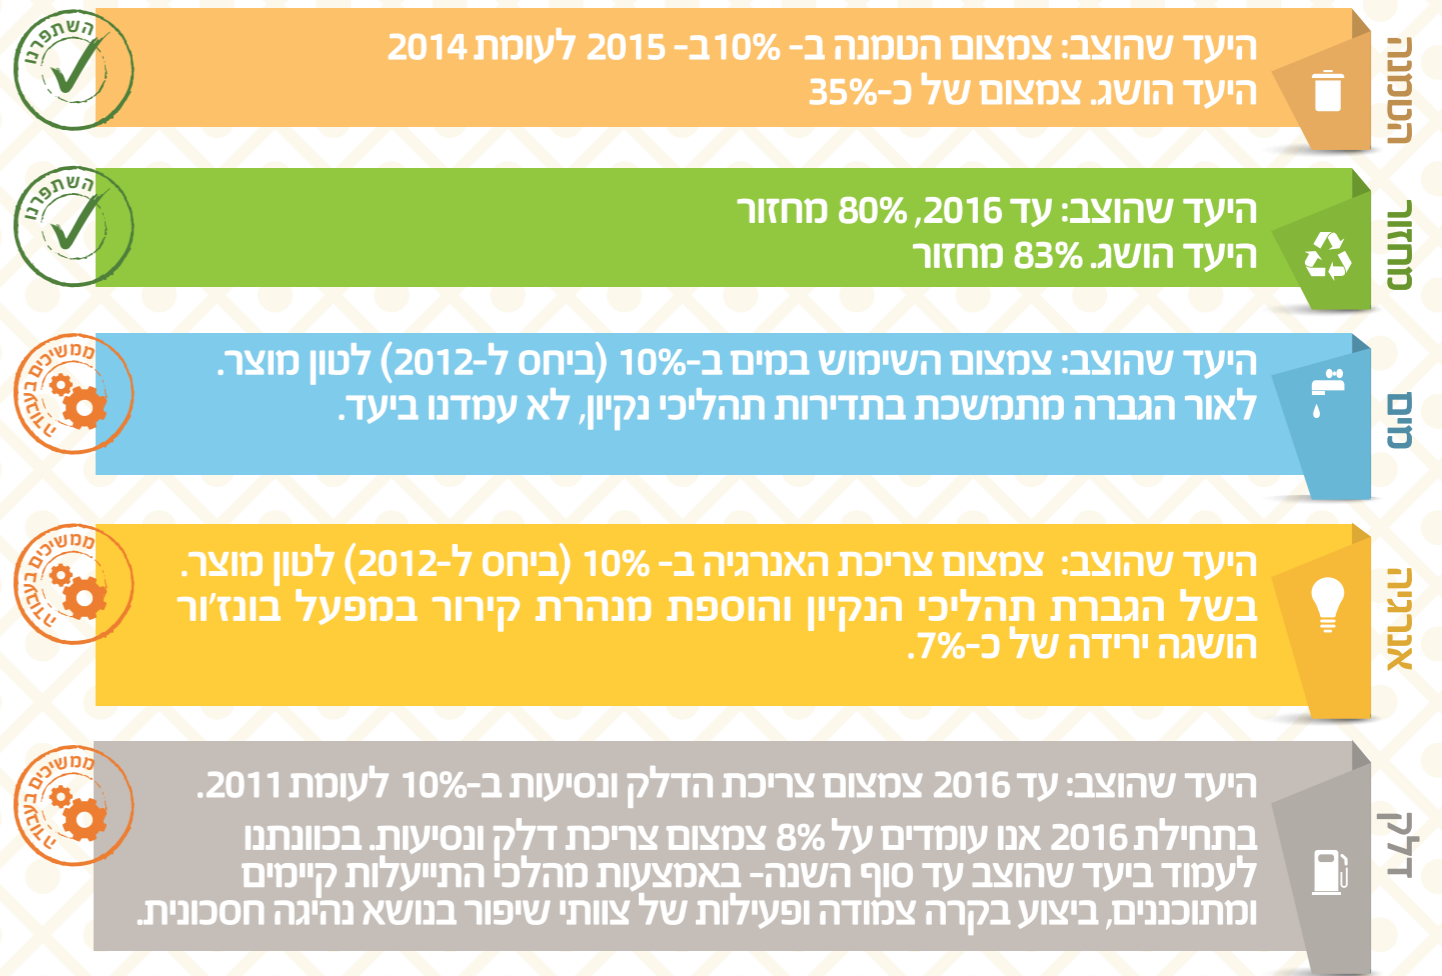 הטמנה
היעד שהוצב: צמצום הטמנה ב- 10% ב- 2015 לעומת 2014
היעד הושג. צמצום של כ-35%
השתפרנו
מחזור
היעד שהוצב: עד 2016, 80% מחזור
היעד הושג. 83% מחזור
השתפרנו
מים
היעד שהוצב: צמצום השימוש במים ב-10% (ביחס ל-2012) לטון מוצר.
לאור הגברה מתמשכת בתדירות תהליכי נקיון, לא עמדנו ביעד.
ממשיכים בעבודה
אנרגיה
היעד שהוצב: צמצום צריכת האנרגיה ב- 10% (ביחס ל-2012) לטון מוצר.
בשל הגברת תהליכי הנקיון והוספת מנהרת קירור במפעל בונז'ור
הושגה ירידה של כ-7%.
ממשיכים בעבודה
דלק
היעד שהוצב: עד 2016 צמצום צריכת הדלק ונסיעות ב-10% לעומת 2011.
בתחילת 2016 אנו עומדים על 8% צמצום צריכת דלק ונסיעות. בכוונתנו
לעמוד ביעד שהוצב עד סוף השנה- באמצעות מהלכי התייעלות קיימים
ומתוכננים, ביצוע בקרה צמודה ופעילות של צוותי שיפור בנושא נהיגה חסכונית.
ממשיכים בעבודה